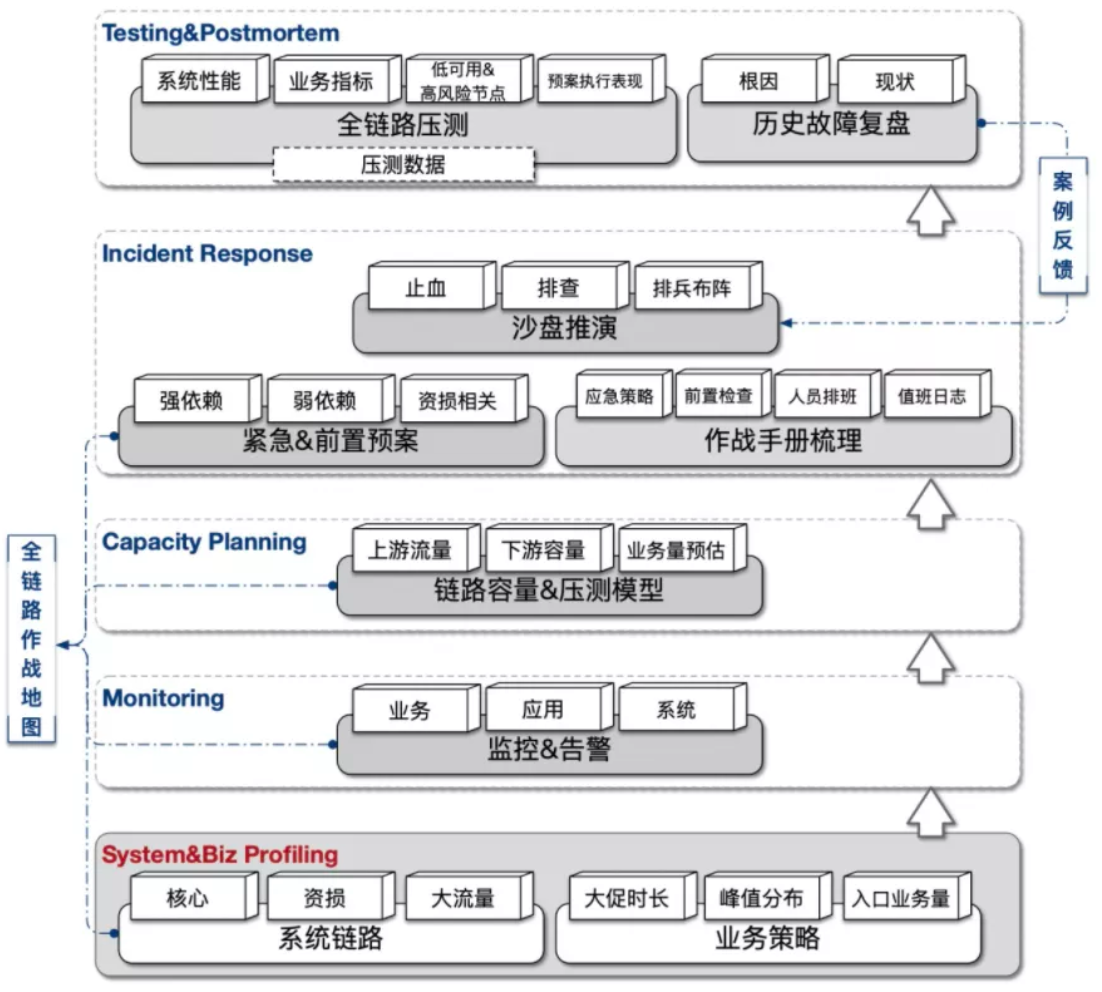 Testing&Postmortem
系统性能
业务指标
低可用&
高风险节点
预案执行表现
全链路压测
压测数据
根因
现状
历史故障复盘
案例反馈
Incident Response
止血
排查
排兵布阵
沙盘推演
强依赖
弱依赖
资损相关
紧急&前置预案
应急策略
前置检查
人员排班
值班日志
作战手册梳理
全链路作战地图
Capacity Planning
上游流量
下游容量
业务量预估
链路容量&压测模型
Monitoring
业务
应用
系统
监控&告警
System&Biz Profiling
核心
资损
大流量
系统链路
大促时长
峰值分布
入口业务量
业务策略